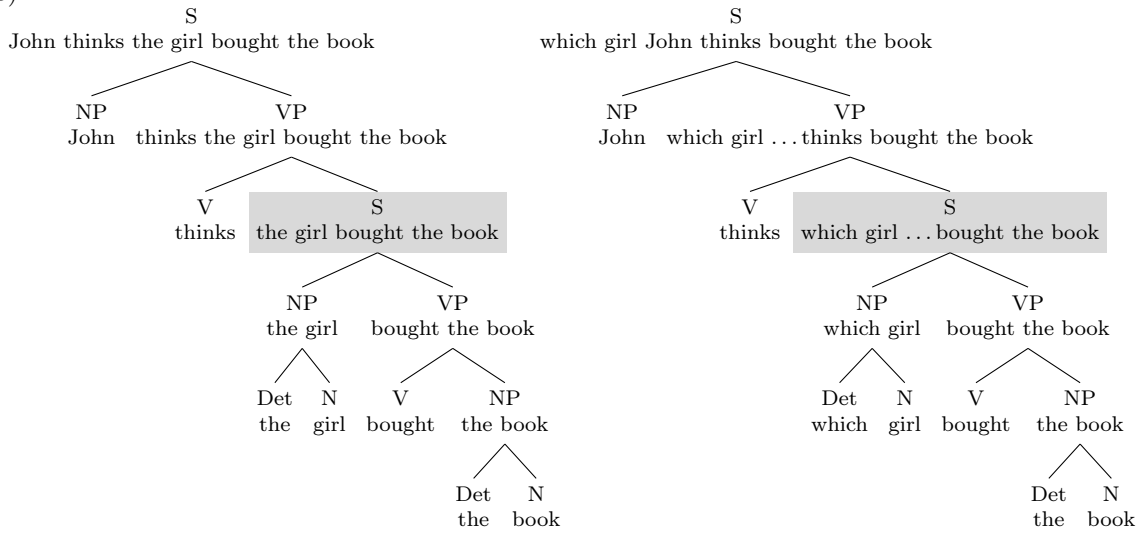 S S
John thinks the girl bought the book which girl John thinks bought the book
NP VP NP VP
John thinks the girl bought the book John which girl ... thinks bought the book
V S V S
thinks the girl bought the book thinks which girl ... bought the book
NP VP NP VP
the girl bought the book which girl bought the book
Det N V NP Det N V NP
the girl bought the book which girl bought the book
Det N Det N
the book the book